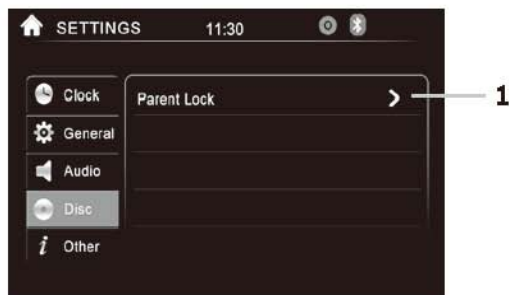 SETTINGS 11:30
Clock
Parent Lock
1
General
Audio
Disc
i Other